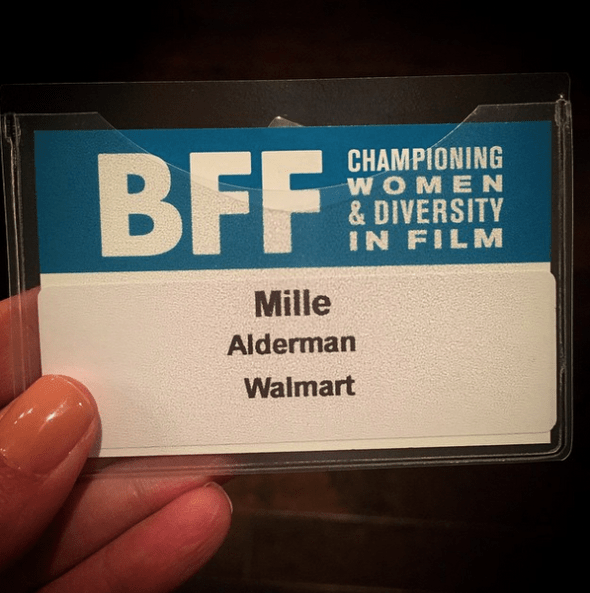 BFF
CHAMPIONING
WOMEN
& DIVERSITY
IN FILM
Mille
Alderman
Walmart